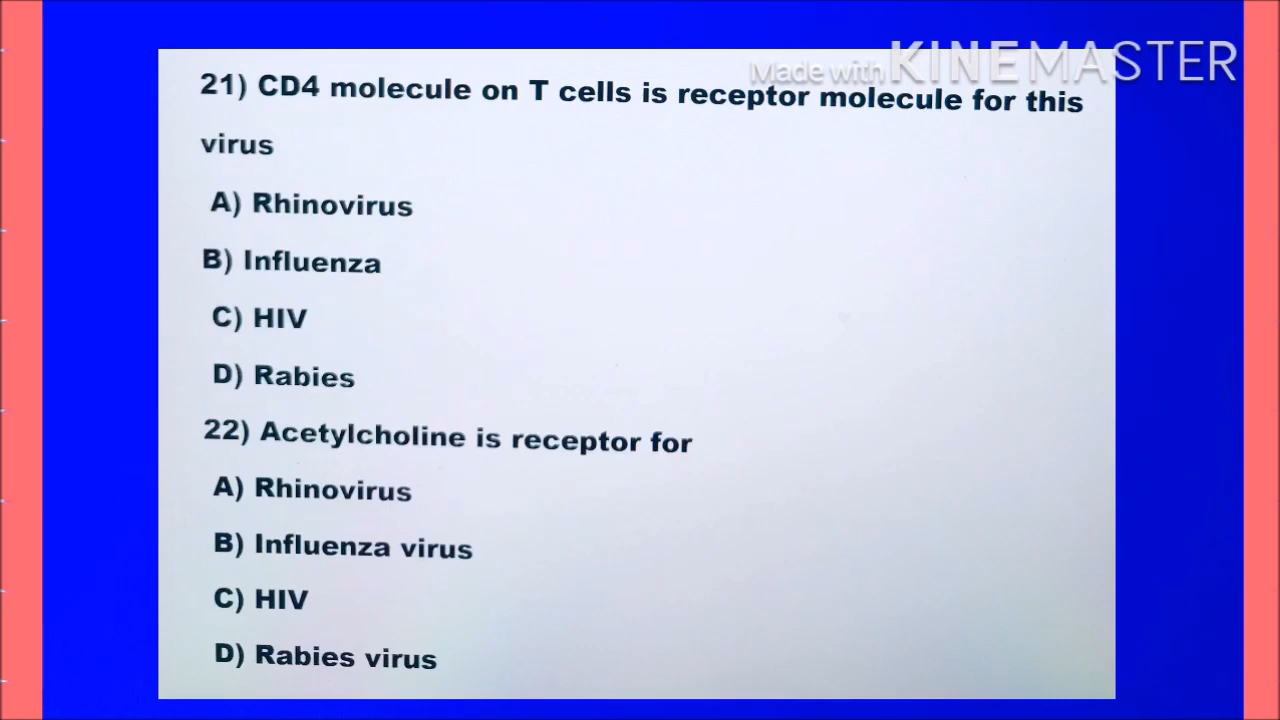 Made with KINEMASTER
21) CD4 molecule on T cells is receptor molecule for this
virus
A) Rhinovirus
B) Influenza
C) HIV
D) Rabies
22) Acetylcholine is receptor for
A) Rhinovirus
B) Influenza virus
C) HIV
D) Rabies virus